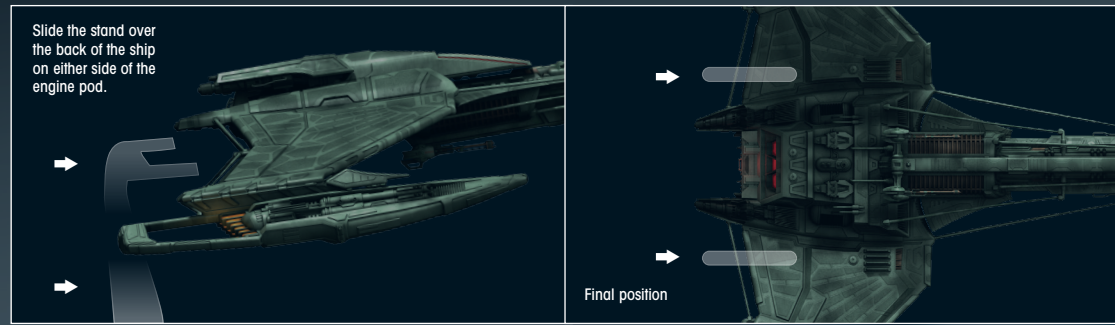 Slide the stand over
the back of the ship
on either side of the
engine pod.
Final position